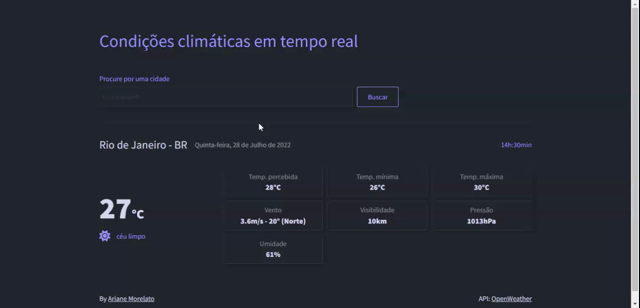 Condições climáticas em tempo real
Procure por uma cidade
Buscar
Rio de Janeiro - BR Quinta-feira, 28 de Julho de 2022 14h:30min
Temp. percebida Temp. mínima Temp. máxima
28°C 26°C 30°C
27°C
Vento Visibilidade Pressão
3.6m/s - 20° (Norte) 10km 1013hPa
céu limpo
Umidade
61%
By Ariane Morelato API: OpenWeather